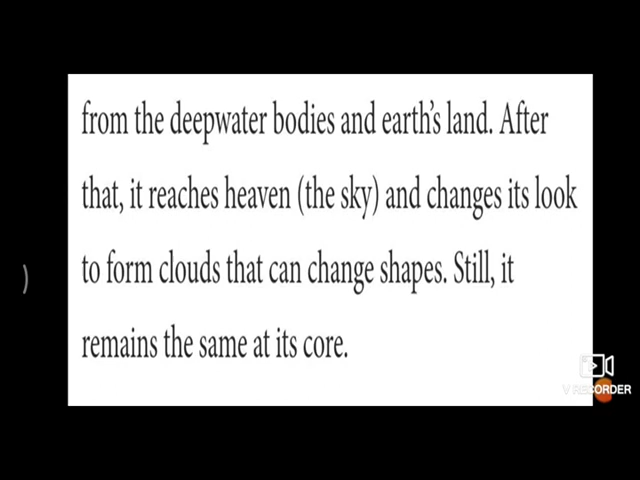 from the deepwater bodies and earth's land. After
that, it reaches heaven (the sky) and changes its look
to form clouds that can change shapes. Still, it
remains the same at its core.
V RECORDER